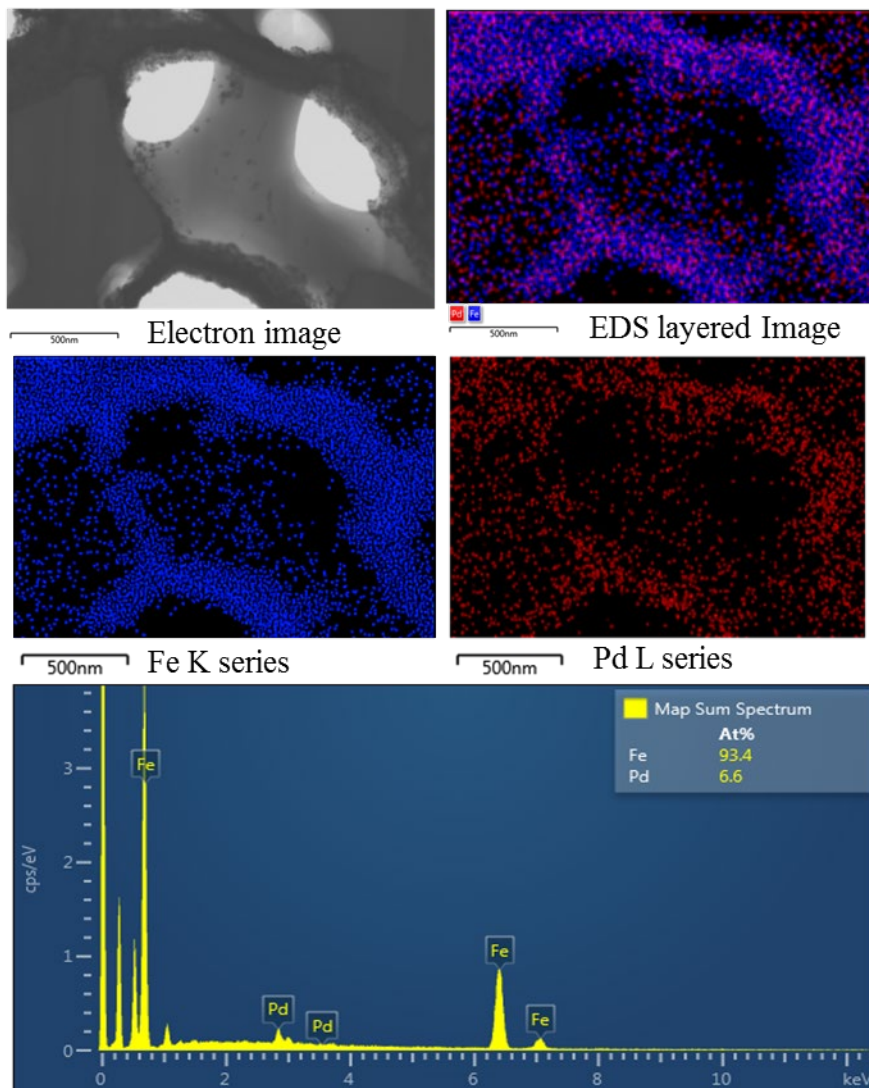 500nm Electron image
Pd Fe
500nm EDS layered Image
500nm Fe K series
500nm Pd L series
Map Sum Spectrum
At%
Fe 93.4
Pd 6.6
cps/eV
3
2
1
0
Fe
Pd
Pd
Fe
Fe
0 2 4 6 8 10 keV